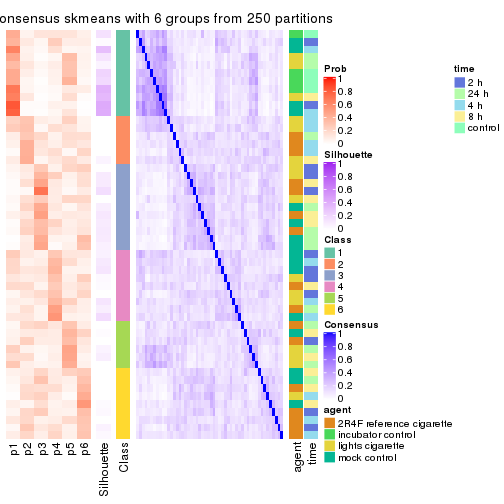 onsensus skmeans with 6 groups from 250 partitions
Prob
1
0.8
0.6
0.4
0.2
0
Silhouette
1
0.8
0.6
0.4
0.2
0
Class
1
2
3
4
5
6
Consensus
1
0.8
0.6
0.4
0.2
0
agent
2R4F reference cigarette
incubator control
lights cigarette
mock control
time
2 h
24 h
4 h
8 h
control
p1
p2
p3
p4
p5
p6
Silhouette
Class
agent
time